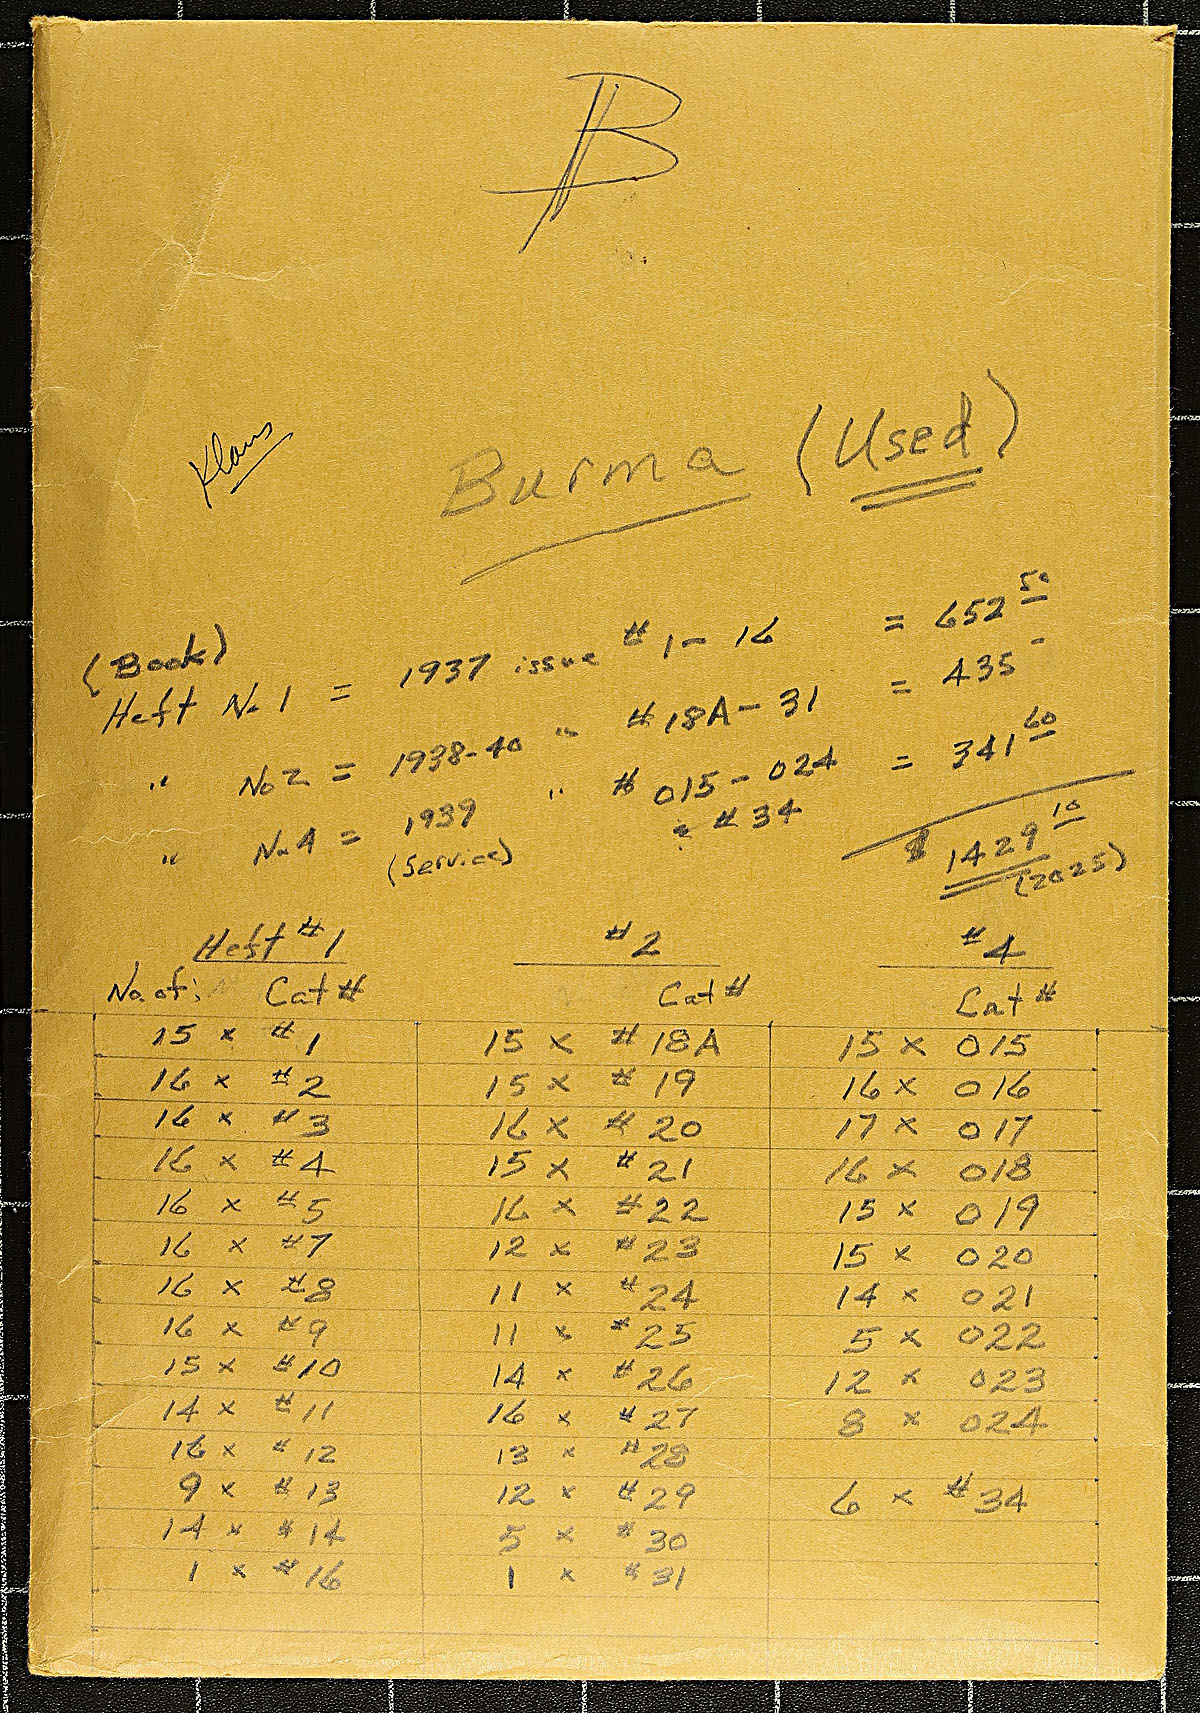 B
Klaus
Burma (Used)
(Book)
Heft No 1 = 1937 issue #1-16 = 652 50
" No 2 = 1938-40 " #18A-31 = 435 -
" No 4 = 1939 " # 015-024 = 341 60
(Service) & #34
$ 1429 10
(2025)
Heft #1 #2 #4
No. of: Cat # Cat # Cat #
15 x #1 15 x #18A 15 x 015
16 x #2 15 x #19 16 x 016
16 x #3 16 x #20 17 x 017
16 x #4 15 x #21 16 x 018
16 x #5 16 x #22 15 x 019
16 x #7 12 x #23 15 x 020
16 x #8 11 x #24 14 x 021
16 x #9 11 x #25 5 x 022
15 x #10 14 x #26 12 x 023
14 x #11 16 x #27 8 x 024
16 x #12 13 x #28
9 x #13 12 x #29 6 x #34
14 x #14 5 x #30
1 x #16 1 x #31